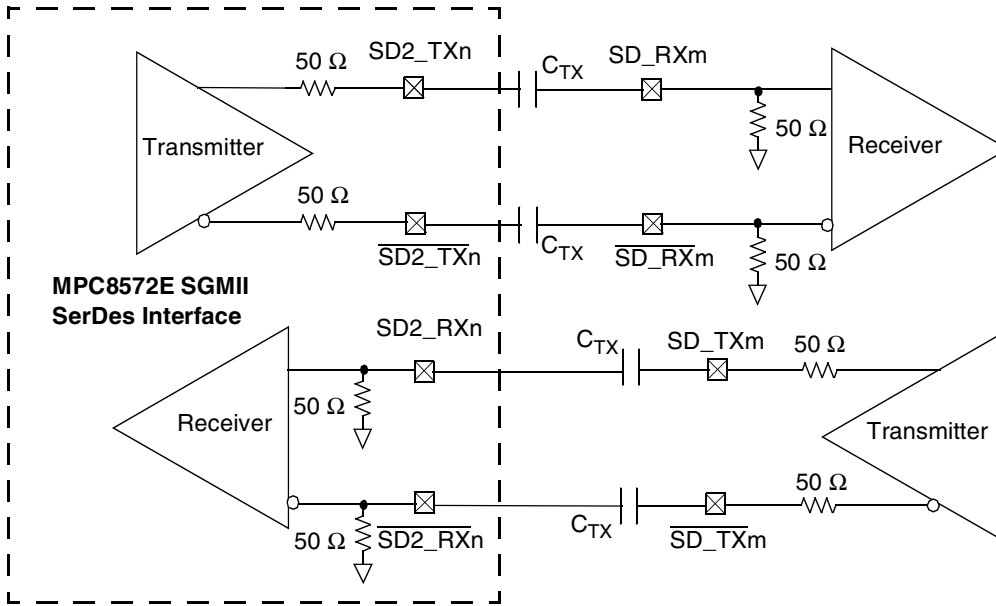 50 Ω
SD2_TXn
C_TX
SD_RXm
50 Ω
Transmitter
Receiver
50 Ω
SD2_TXn
C_TX
SD_RXm
50 Ω
MPC8572E SGMII
SerDes Interface
SD2_RXn
C_TX
SD_TXm
50 Ω
50 Ω
Receiver
Transmitter
50 Ω
50 Ω
SD2_RXn
C_TX
SD_TXm